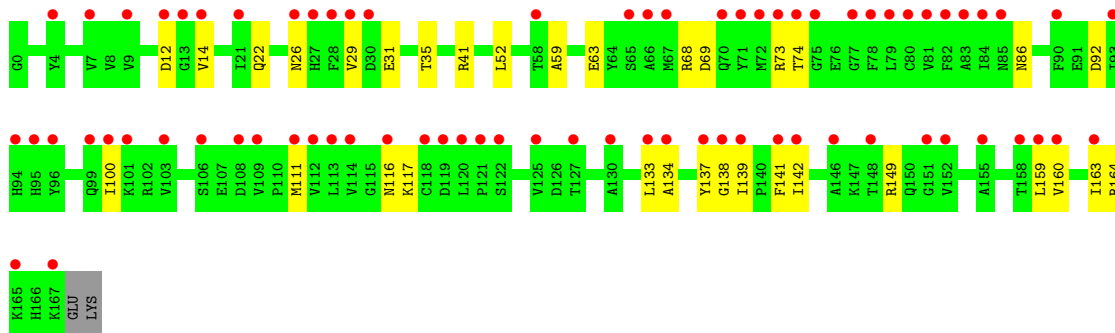 G0 Y4 V7 V8 V9 D12 G13 V14 I21 Q22 N26 H27 F28 V29 D30 E31 T35 R41 L52 T58 A59 E63 Y64 S65 A66 M67 R68 D69 Q70 Y71 M72 R73 T74 G75 E76 G77 F78 L79 C80 V81 F82 A83 I84 N85 N86 F90 E91 D92 I93
H94 H95 Y96 Q99 I100 K101 R102 V103 S106 E107 D108 V109 P110 M111 V112 L113 V114 G115 N116 K117 C118 D119 L120 P121 S122 V125 D126 T127 A130 L133 A134 Y137 G138 I139 P140 F141 I142 A146 K147 T148 R149 Q150 G151 V152 A155 T158 L159 V160 I163 R164
K165 H166 K167 GLU LYS